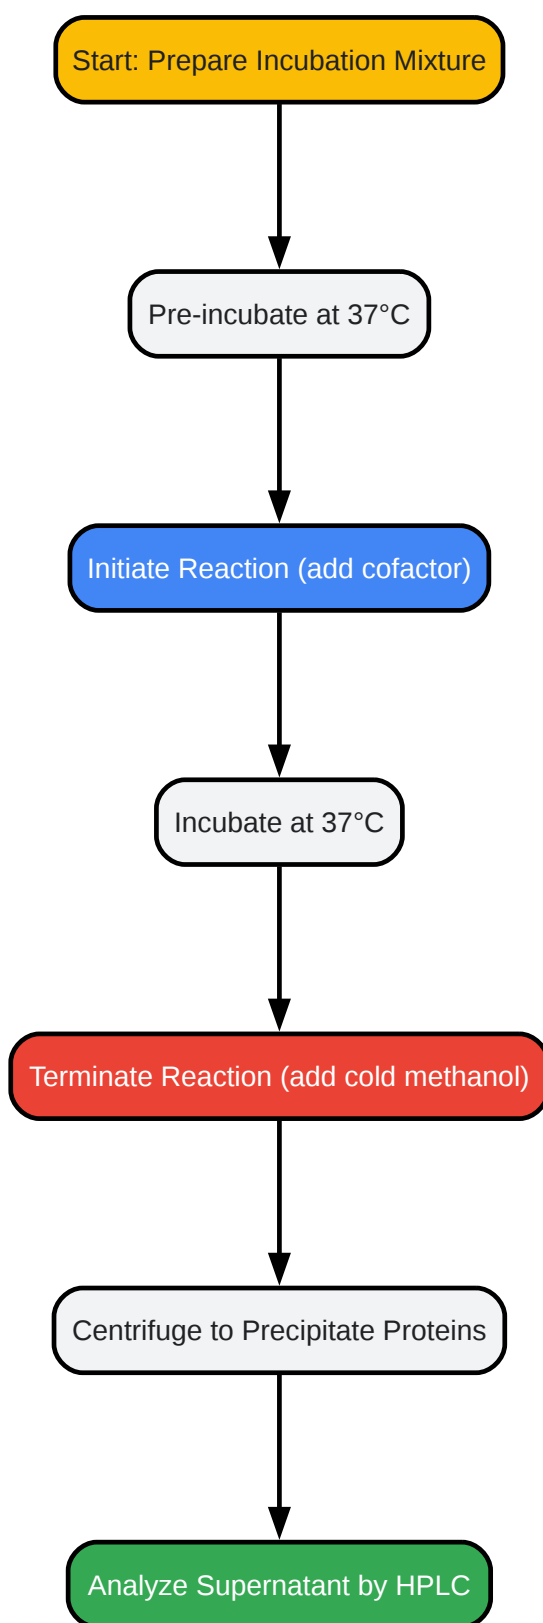 Start: Prepare Incubation Mixture
Pre-incubate at 37°C
Initiate Reaction (add cofactor)
Incubate at 37°C
Terminate Reaction (add cold methanol)
Centrifuge to Precipitate Proteins
Analyze Supernatant by HPLC